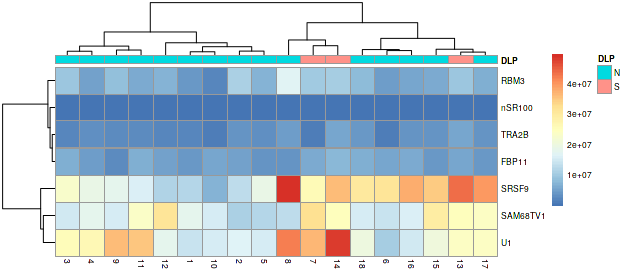 DLP
RBM3
nSR100
TRA2B
FBP11
SRSF9
SAM68TV1
U1
3 4 9 11 12 1 10 2 5 8 7 14 18 6 16 15 13 17
4e+07
3e+07
2e+07
1e+07
DLP
N
S